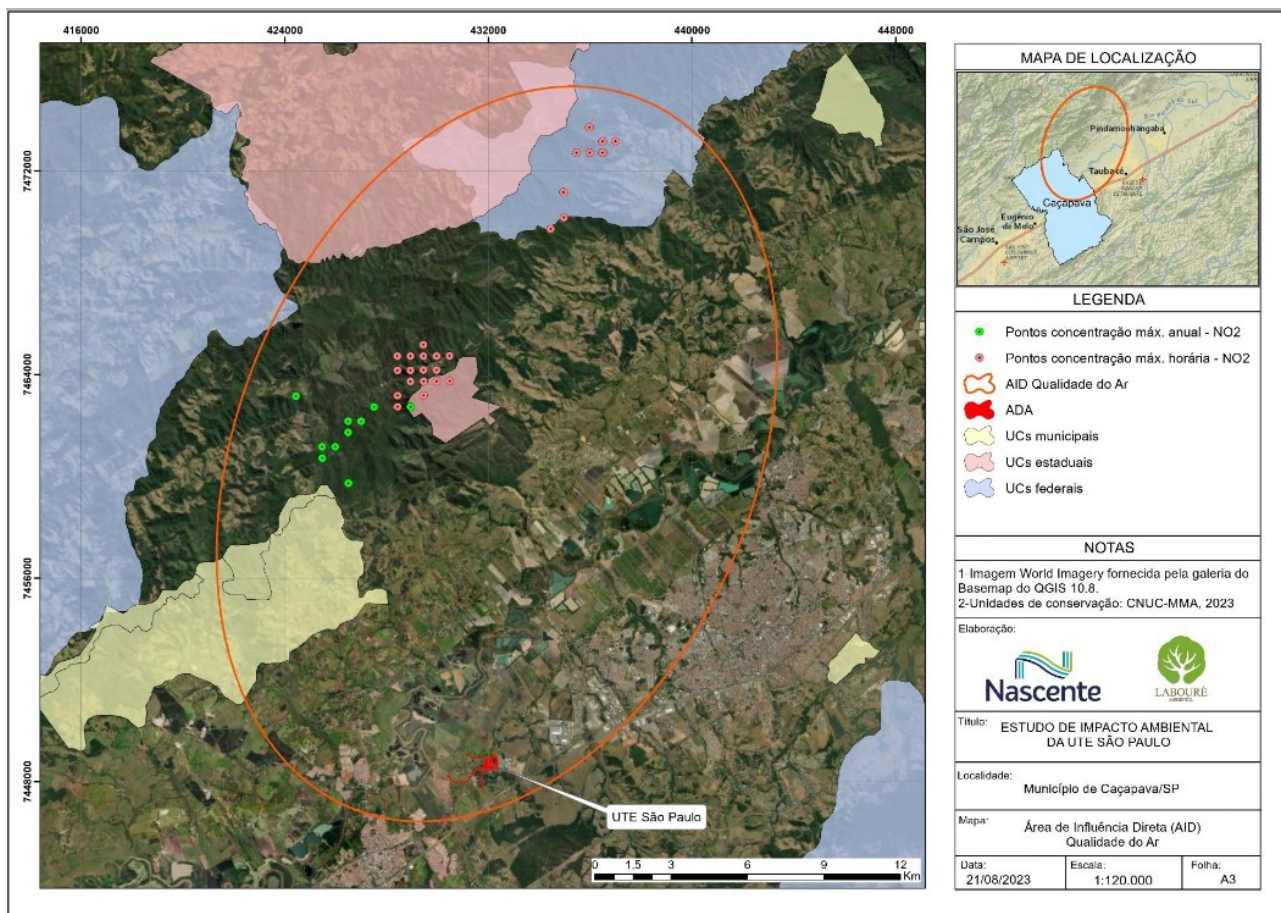 416000
424000
432000
440000
448000
7472000
7464000
7456000
7448000
UTE São Paulo
0 1.5 3 6 9 12
Km
MAPA DE LOCALIZAÇÃO
Pindamonhangaba
Taubaté
Caçapava
Eugênio
de Melo
São José
Campos
LEGENDA
Pontos concentração máx. anual - NO2
Pontos concentração máx. horária - NO2
AID Qualidade do Ar
ADA
UCs municipais
UCs estaduais
UCs federais
NOTAS
1-Imagem World Imagery fornecida pela galeria do
Basemap do QGIS 10.8.
2-Unidades de conservação: CNUC-MMA, 2023
Elaboração:
Nascente
LABOURÉ
AMBIENTAL
Título:
ESTUDO DE IMPACTO AMBIENTAL
DA UTE SÃO PAULO
Localidade:
Município de Caçapava/SP
Mapa:
Área de Influência Direta (AID)
Qualidade do Ar
Data:
21/08/2023
Escala:
1:120.000
Folha:
A3